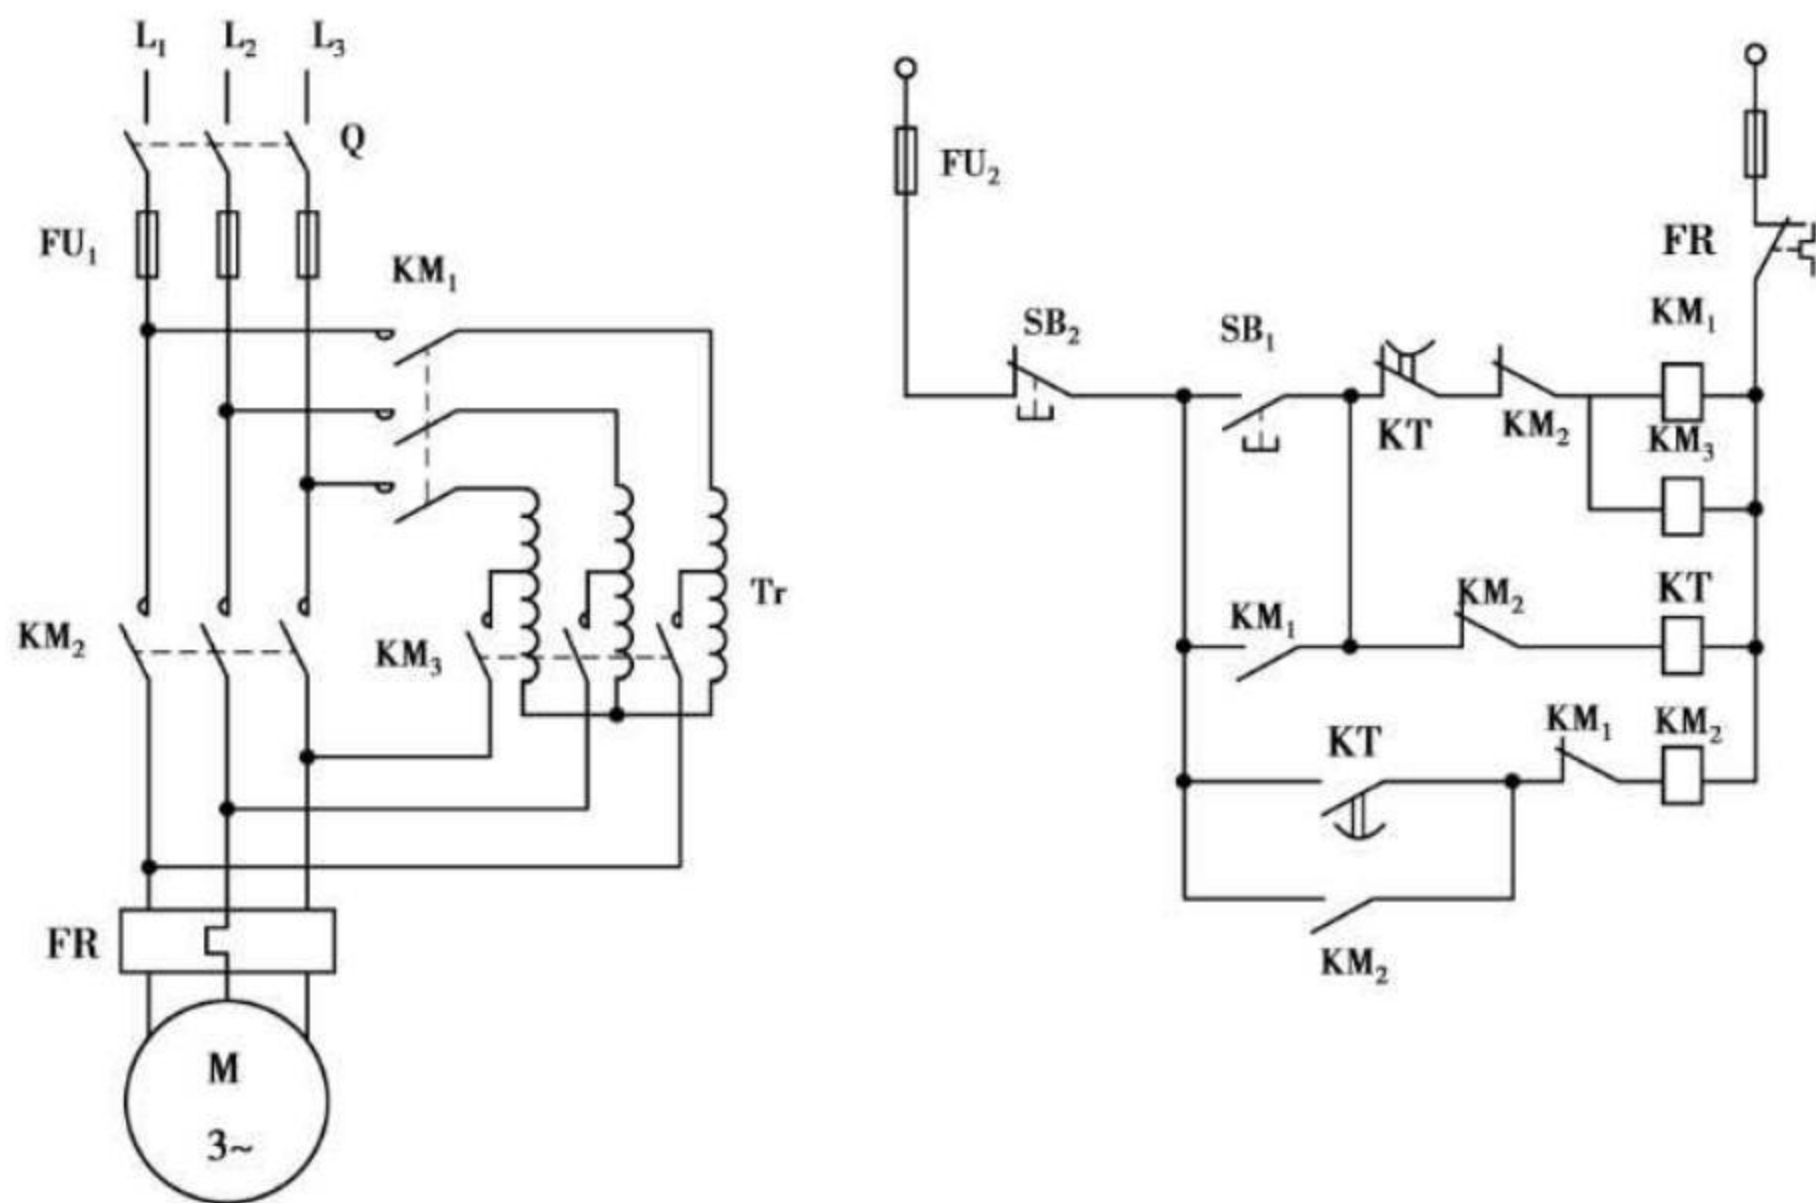 L₁ L₂ L₃
Q
FU₁
KM₁
KM₂
KM₃
Tr
FR
M
3~
FU₂
FR
SB₂
SB₁
KT
KM₂
KM₁
KM₃
KM₁
KM₂
KT
KT
KM₁
KM₂
KM₂